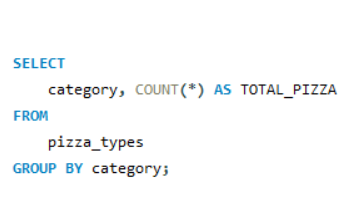 SELECT
    category, COUNT(*) AS TOTAL_PIZZA
FROM
    pizza_types
GROUP BY category;